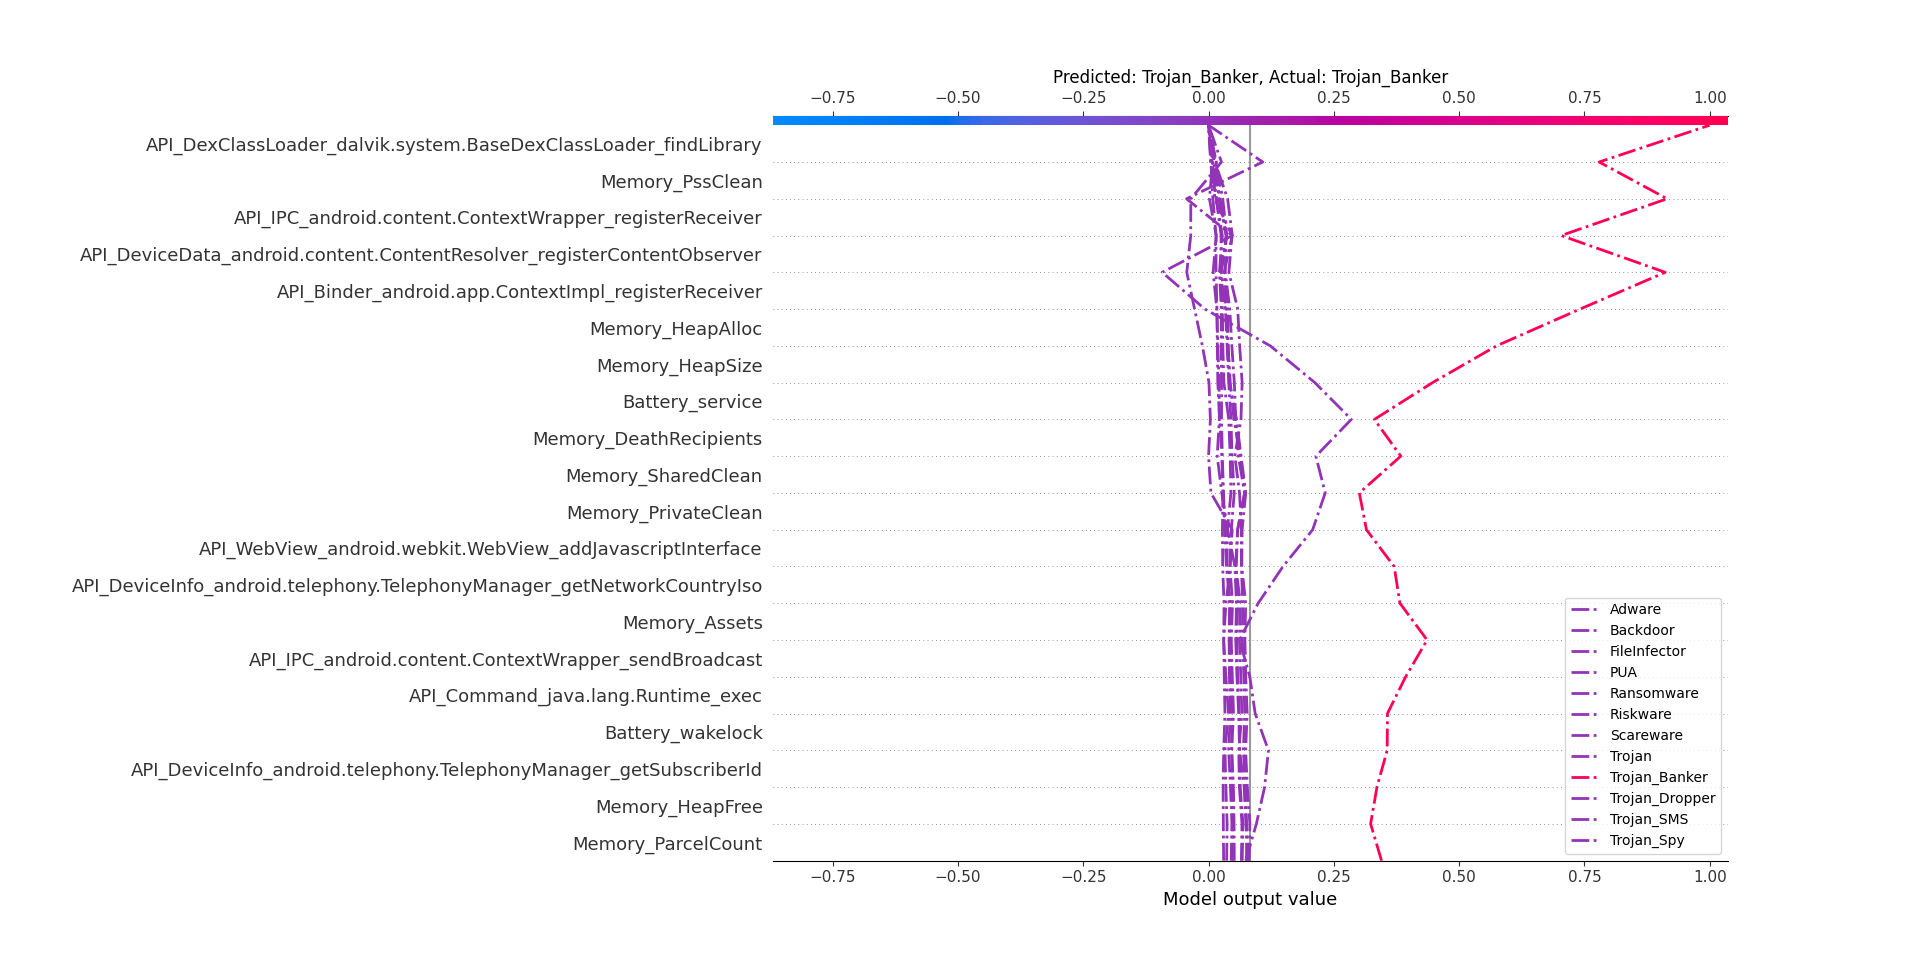 Predicted: Trojan_Banker, Actual: Trojan_Banker
−0.75 −0.50 −0.25 0.00 0.25 0.50 0.75 1.00
API_DexClassLoader_dalvik.system.BaseDexClassLoader_findLibrary
Memory_PssClean
API_IPC_android.content.ContextWrapper_registerReceiver
API_DeviceData_android.content.ContentResolver_registerContentObserver
API_Binder_android.app.ContextImpl_registerReceiver
Memory_HeapAlloc
Memory_HeapSize
Battery_service
Memory_DeathRecipients
Memory_SharedClean
Memory_PrivateClean
API_WebView_android.webkit.WebView_addJavascriptInterface
API_DeviceInfo_android.telephony.TelephonyManager_getNetworkCountryIso
Memory_Assets
API_IPC_android.content.ContextWrapper_sendBroadcast
API_Command_java.lang.Runtime_exec
Battery_wakelock
API_DeviceInfo_android.telephony.TelephonyManager_getSubscriberId
Memory_HeapFree
Memory_ParcelCount
Adware
Backdoor
FileInfector
PUA
Ransomware
Riskware
Scareware
Trojan
Trojan_Banker
Trojan_Dropper
Trojan_SMS
Trojan_Spy
−0.75 −0.50 −0.25 0.00 0.25 0.50 0.75 1.00
Model output value